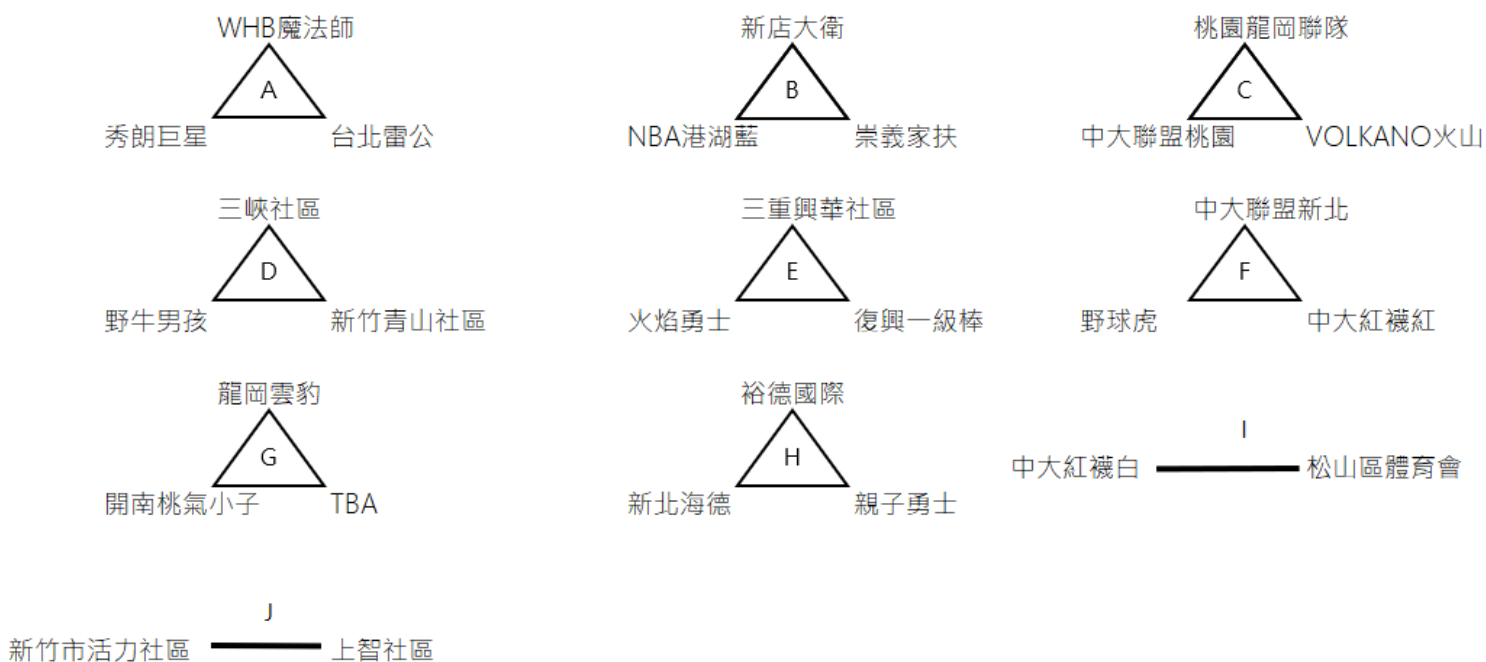 WHB魔法師
新店大衛
桃園龍岡聯隊
A
B
C
秀朗巨星
台北雷公
NBA港湖藍
崇義家扶
中大聯盟桃園
VOLKANO火山
三峽社區
三重興華社區
中大聯盟新北
D
E
F
野牛男孩
新竹青山社區
火焰勇士
復興一級棒
野球虎
中大紅襪紅
龍岡雲豹
裕德國際
I
G
H
中大紅襪白
松山區體育會
開南桃氣小子
TBA
新北海德
親子勇士
J
新竹市活力社區
上智社區